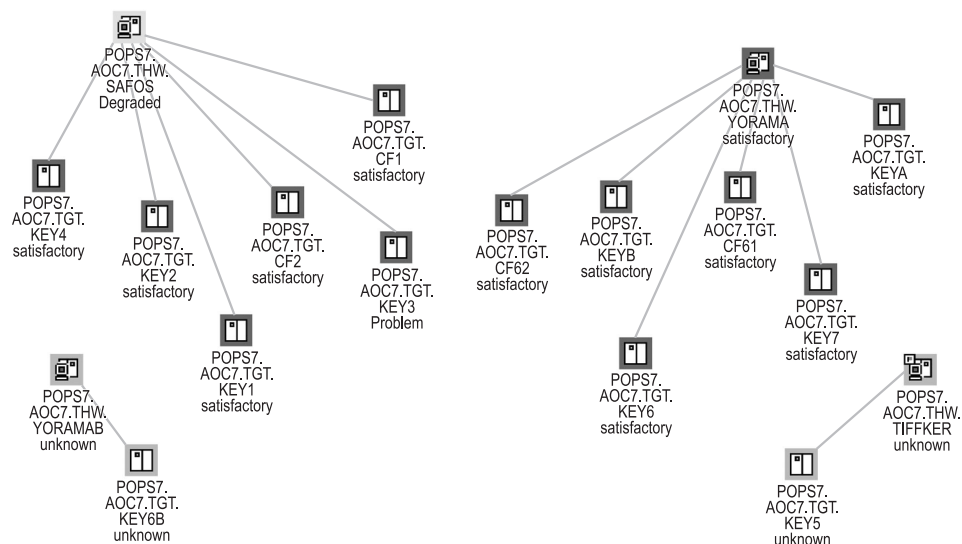 POPS7.
AOC7.THW.
SAFOS
Degraded
POPS7.
AOC7.TGT.
CF1
satisfactory
POPS7.
AOC7.TGT.
KEY4
satisfactory
POPS7.
AOC7.TGT.
KEY2
satisfactory
POPS7.
AOC7.TGT.
CF2
satisfactory
POPS7.
AOC7.TGT.
KEY3
Problem
POPS7.
AOC7.TGT.
KEY1
satisfactory
POPS7.
AOC7.THW.
YORAMAB
unknown
POPS7.
AOC7.TGT.
KEY6B
unknown
POPS7.
AOC7.THW.
YORAMA
satisfactory
POPS7.
AOC7.TGT.
KEYA
satisfactory
POPS7.
AOC7.TGT.
CF62
satisfactory
POPS7.
AOC7.TGT.
KEYB
satisfactory
POPS7.
AOC7.TGT.
CF61
satisfactory
POPS7.
AOC7.TGT.
KEY7
satisfactory
POPS7.
AOC7.TGT.
KEY6
satisfactory
POPS7.
AOC7.THW.
TIFFKER
unknown
POPS7.
AOC7.TGT.
KEY5
unknown